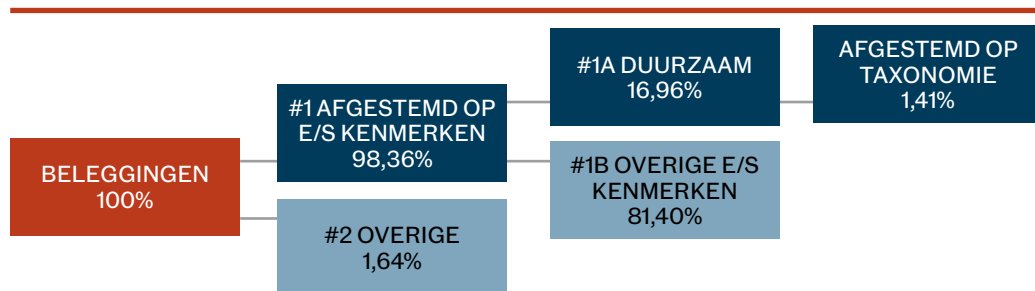 BELEGGINGEN
100%
#1 AFGESTEMD OP
E/S KENMERKEN
98,36%
#2 OVERIGE
1,64%
#1A DUURZAAM
16,96%
#1B OVERIGE E/S
KENMERKEN
81,40%
AFGESTEMD OP
TAXONOMIE
1,41%